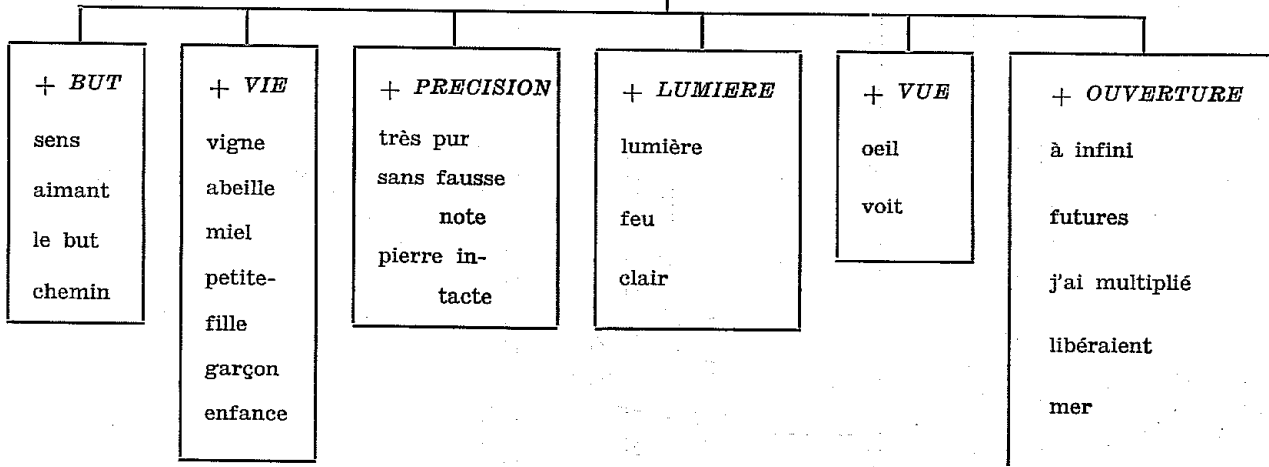 + BUT
sens
aimant
le but
chemin
+ VIE
vigne
abeille
miel
petite-
fille
garçon
enfance
+ PRECISION
très pur
sans fausse
note
pierre in-
tacte
+ LUMIERE
lumière
feu
clair
+ VUE
oeil
voit
+ OUVERTURE
à infini
futures
j'ai multiplié
libéraient
mer